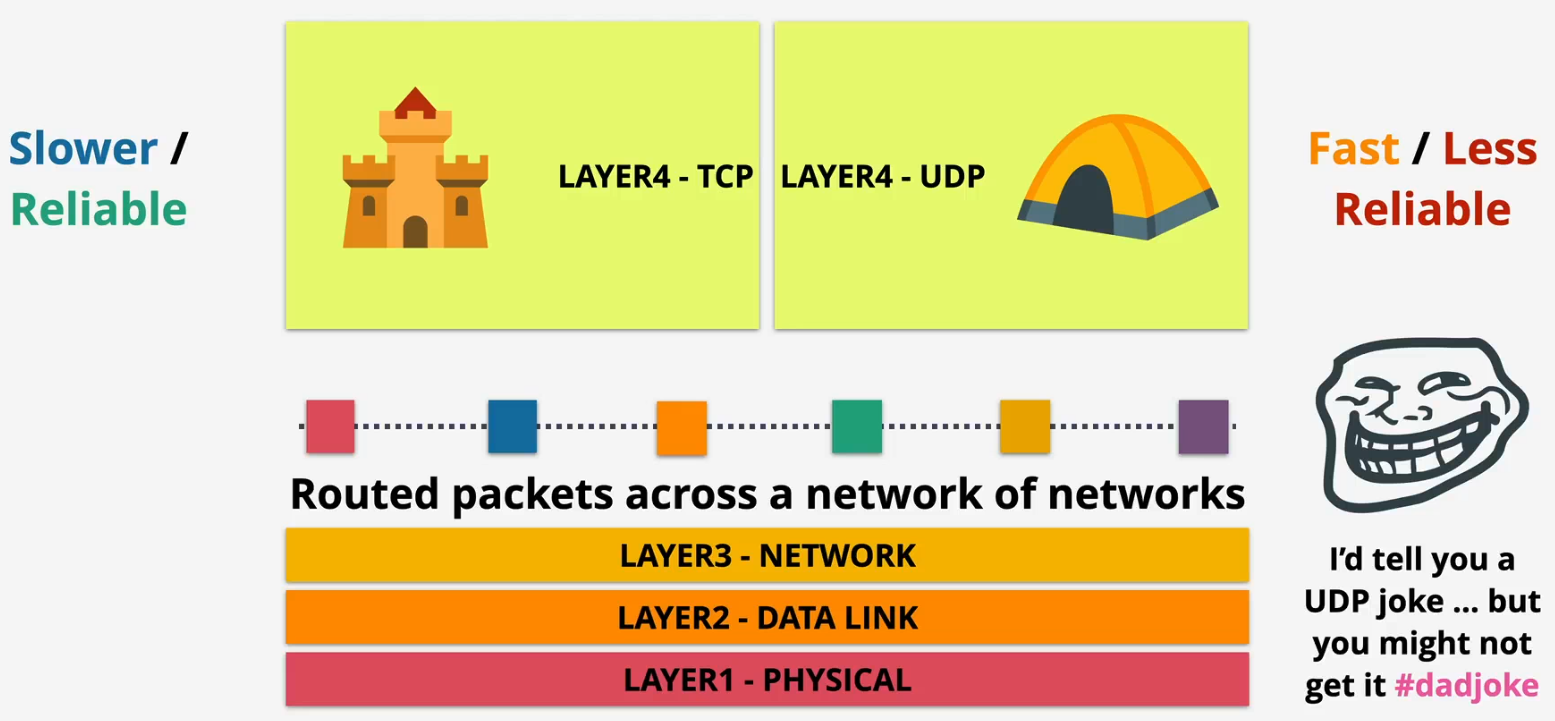 Slower /
Reliable
LAYER4 - TCP
LAYER4 - UDP
Fast / Less
Reliable
Routed packets across a network of networks
LAYER3 - NETWORK
LAYER2 - DATA LINK
LAYER1 - PHYSICAL
I’d tell you a
UDP joke ... but
you might not
get it #dadjoke